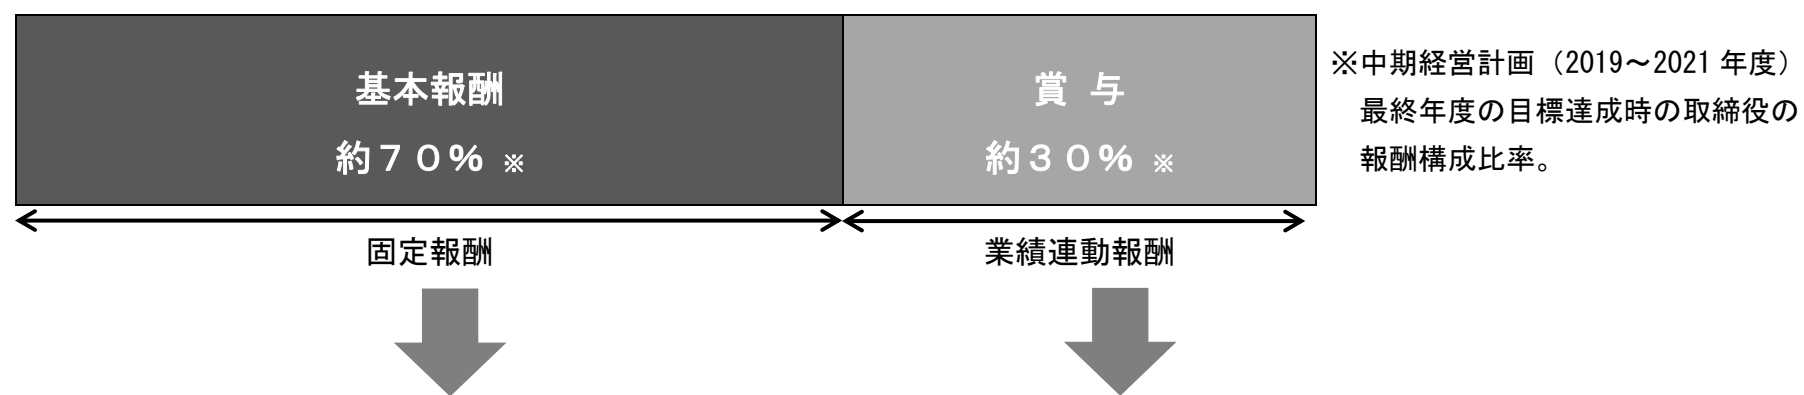 基本報酬
約７０％ ※
賞 与
約３０％ ※
※中期経営計画（2019～2021 年度）
最終年度の目標達成時の取締役の
報酬構成比率。
固定報酬
業績連動報酬